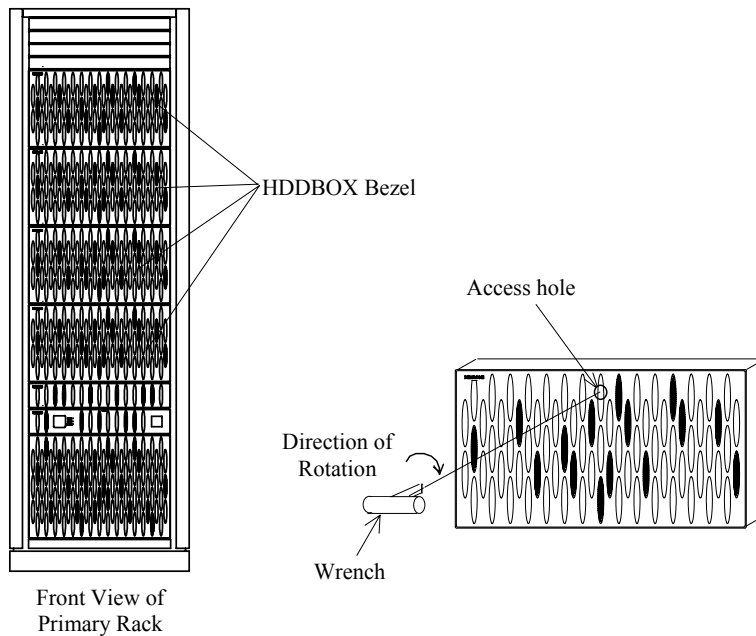 HDDBOX Bezel
Access hole
Direction of
Rotation
Wrench
Front View of
Primary Rack